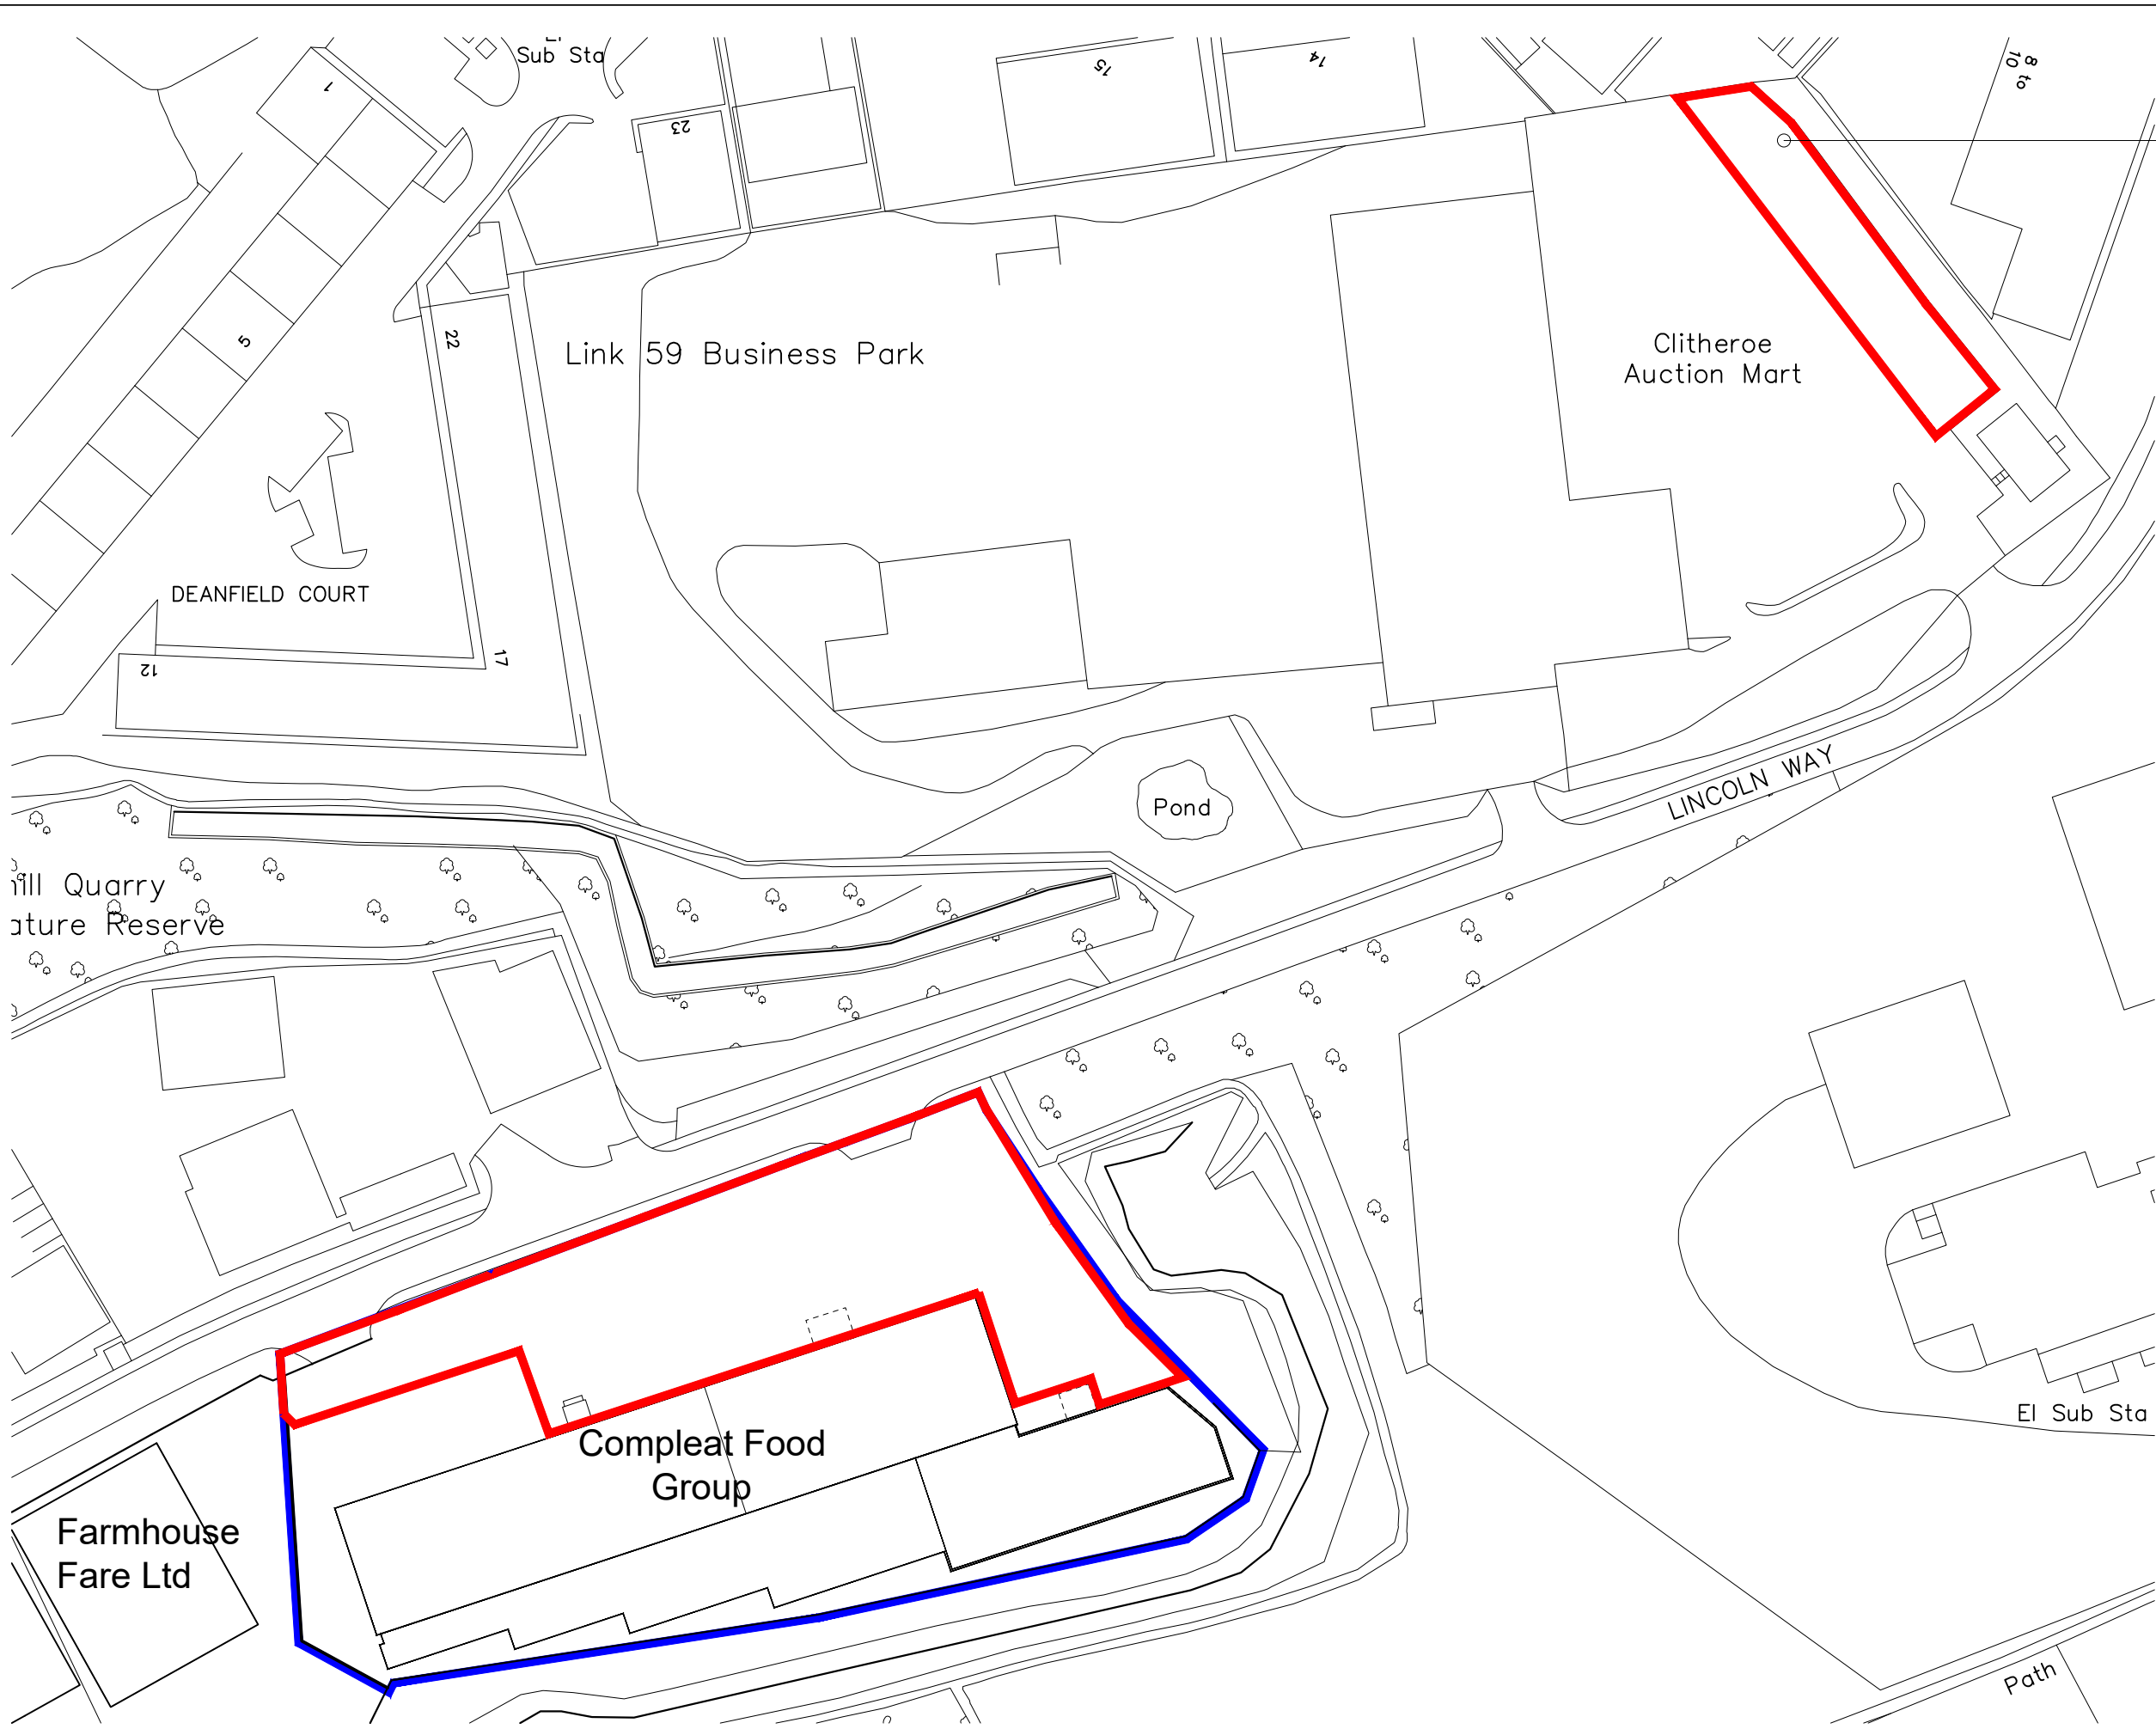 Sub Sta
1
23
15
14
8 to
10
5
22
Link 59 Business Park
Clitheroe
Auction Mart
DEANFIELD COURT
12
17
Pond
LINCOLN WAY
ill Quarry
ature Reserve
El Sub Sta
Compleat Food
Group
Farmhouse
Fare Ltd
Path